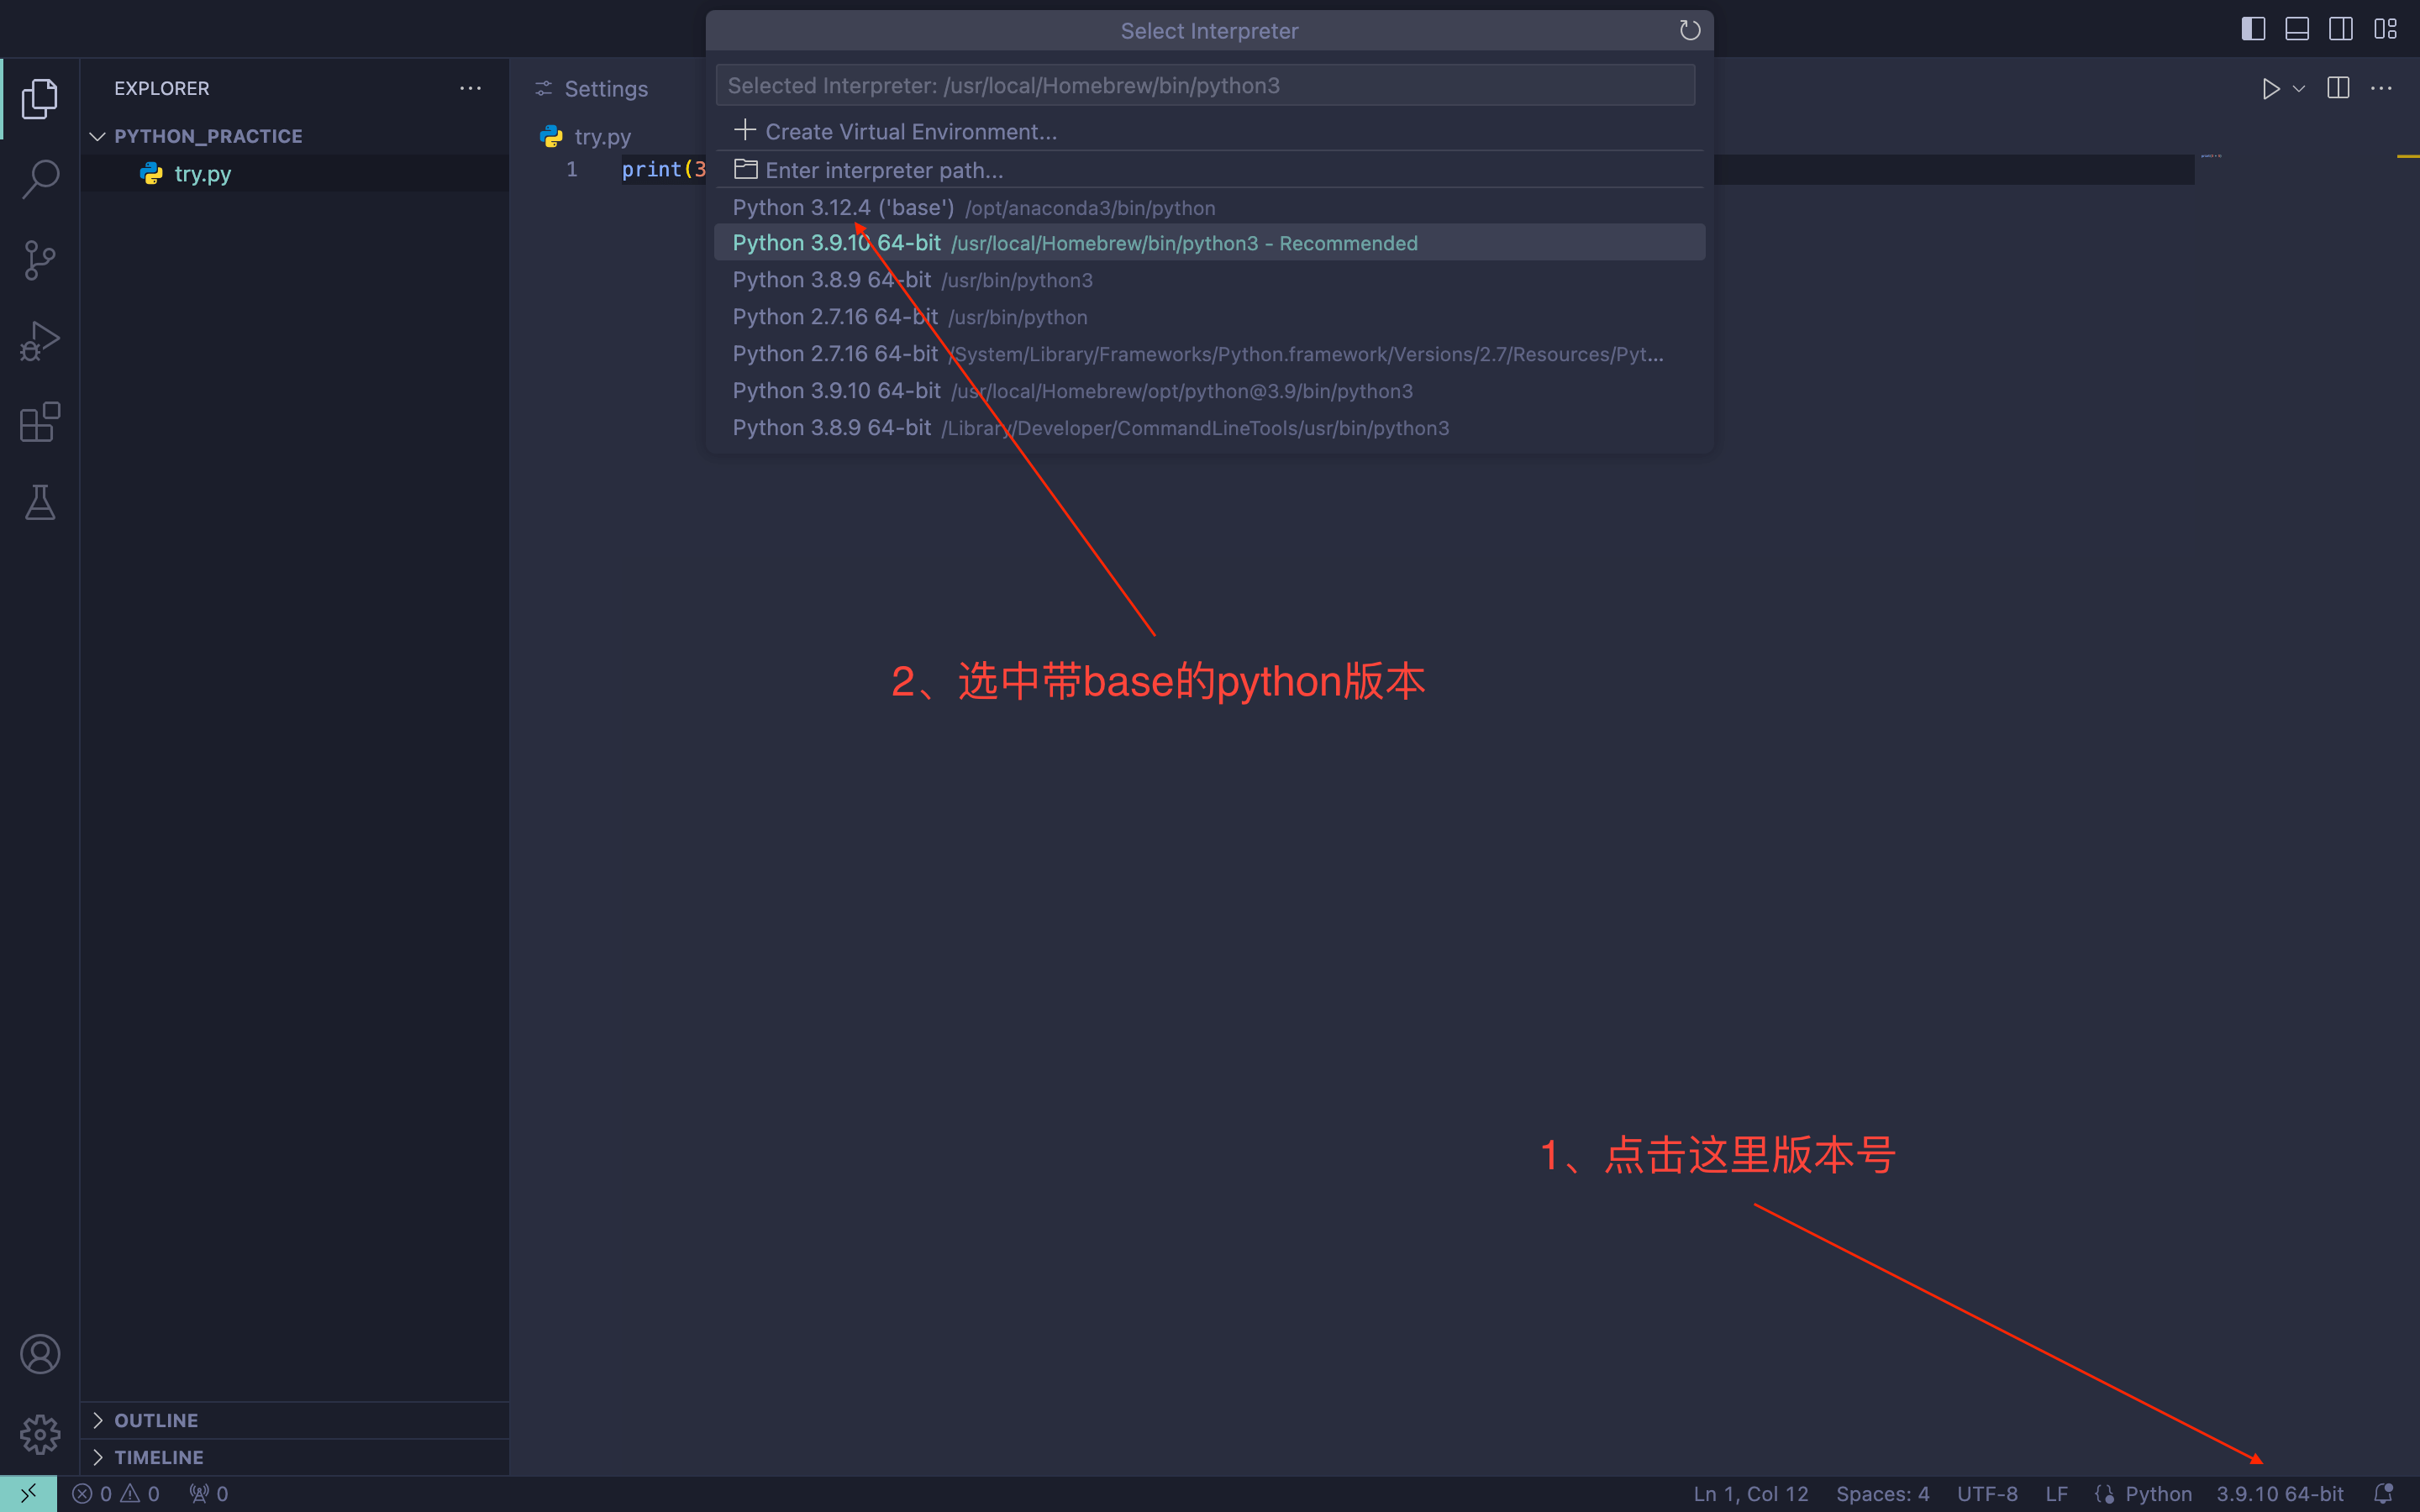 Select Interpreter
Selected Interpreter: /usr/local/Homebrew/bin/python3
Create Virtual Environment...
Enter interpreter path...
Python 3.12.4 ('base') /opt/anaconda3/bin/python
Python 3.9.10 64-bit /usr/local/Homebrew/bin/python3 - Recommended
Python 3.8.9 64-bit /usr/bin/python3
Python 2.7.16 64-bit /usr/bin/python
Python 2.7.16 64-bit /System/Library/Frameworks/Python.framework/Versions/2.7/Resources/Pyt...
Python 3.9.10 64-bit /usr/local/Homebrew/opt/python@3.9/bin/python3
Python 3.8.9 64-bit /Library/Developer/CommandLineTools/usr/bin/python3
EXPLORER
PYTHON_PRACTICE
try.py
Settings
try.py
1 print(3
2、选中带base的python版本
1、点击这里版本号
OUTLINE
TIMELINE
0 0 0
Ln 1, Col 12 Spaces: 4 UTF-8 LF Python 3.9.10 64-bit